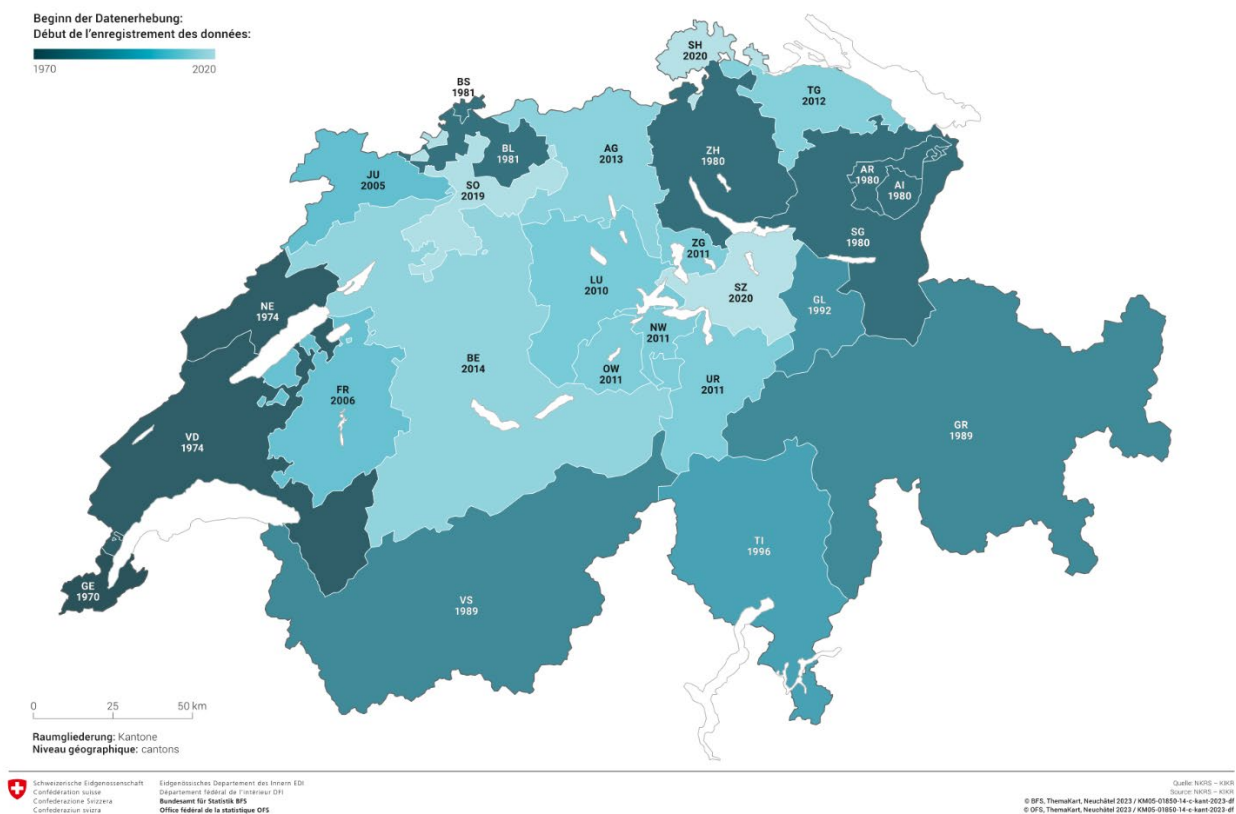 Beginn der Datenerhebung:
Début de l'enregistrement des données:
1970 2020
SH
2020
BS
1981
TG
2012
BL
1981
AG
2013
ZH
1980
JU
2005
SO
2019
AR
1980
AI
1980
SG
1980
ZG
2011
LU
2010
SZ
2020
GL
1992
NE
1974
NW
2011
BE
2014
OW
2011
UR
2011
FR
2006
GR
1989
VD
1974
TI
1996
GE
1970
VS
1989
0 25 50 km
Raumgliederung: Kantone
Niveau géographique: cantons
Schweizerische Eidgenossenschaft
Confédération suisse
Confederazione Svizzera
Confederaziun svizra
Eidgenössisches Departement des Innern EDI
Département fédéral de l'intérieur DFI
Bundesamt für Statistik BFS
Office fédéral de la statistique OFS
Quelle: NKRS – KIKR
Source: NKRS – KIKR
© BFS, ThemaKart, Neuchâtel 2023 / KM05-01850-14-c-kant-2023-df
© OFS, ThemaKart, Neuchâtel 2023 / KM05-01850-14-c-kant-2023-df